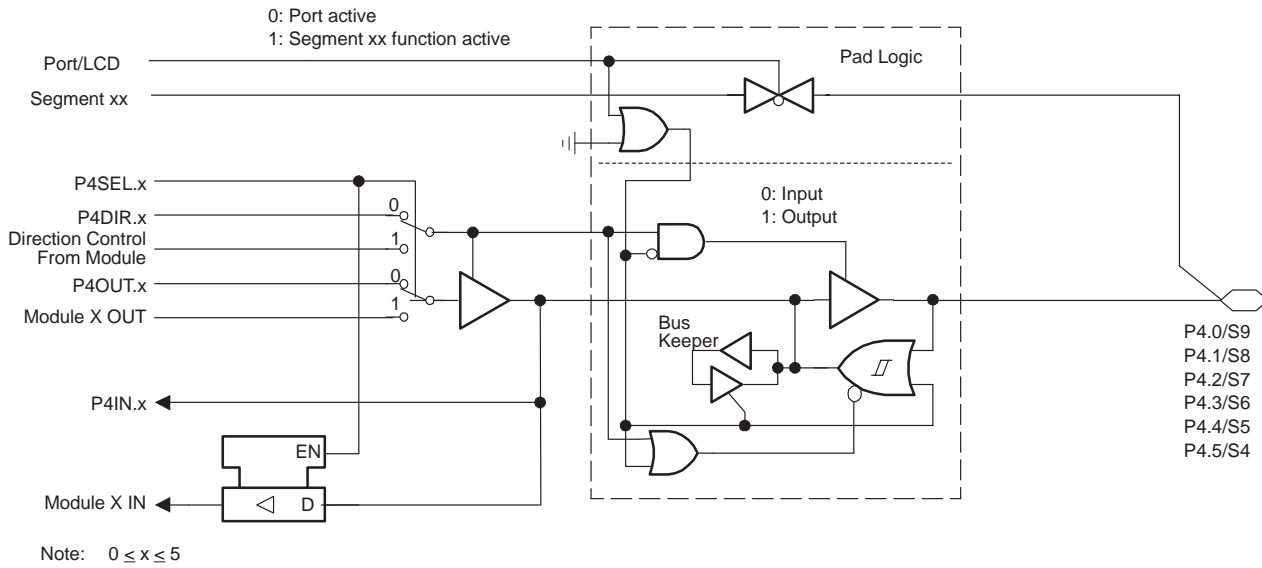 0: Port active
1: Segment xx function active
Port/LCD
Pad Logic
Segment xx
P4SEL.x
0: Input
1: Output
0
P4DIR.x
1
Direction Control
From Module
0
P4OUT.x
1
Module X OUT
Bus
Keeper
P4.0/S9
P4.1/S8
P4.2/S7
P4.3/S6
P4.4/S5
P4.5/S4
P4IN.x
EN
Module X IN
D
Note: 0 ≤ x ≤ 5